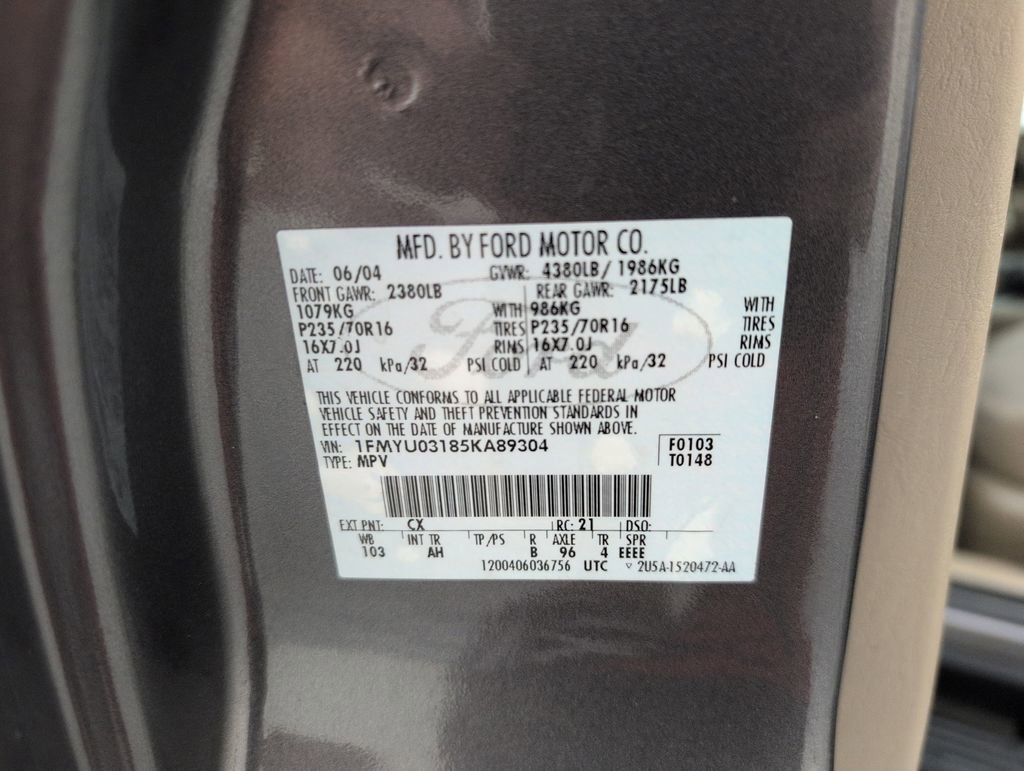 MFD. BY FORD MOTOR CO.
DATE: 06/04 GVWR: 4380LB/ 1986KG
FRONT GAWR: 2380LB REAR GAWR: 2175LB
1079KG WITH 986KG WITH
P235/70R16 TIRES P235/70R16 TIRES
16X7.0J RIMS 16X7.0J RIMS
AT 220 kPa/32 PSI COLD AT 220 kPa/32 PSI COLD
Ford
THIS VEHICLE CONFORMS TO ALL APPLICABLE FEDERAL MOTOR
VEHICLE SAFETY AND THEFT PREVENTION STANDARDS IN
EFFECT ON THE DATE OF MANUFACTURE SHOWN ABOVE.
VIN: 1FMYU03185KA89304 F0103
TYPE: MPV T0148
EXT PNT: CX RC: 21 DSO:
WB INT TR TP/PS R AXLE TR SPR
103 AH B 96 4 EEEE
1200406036756 UTC ▽ 2U5A-1520472-AA